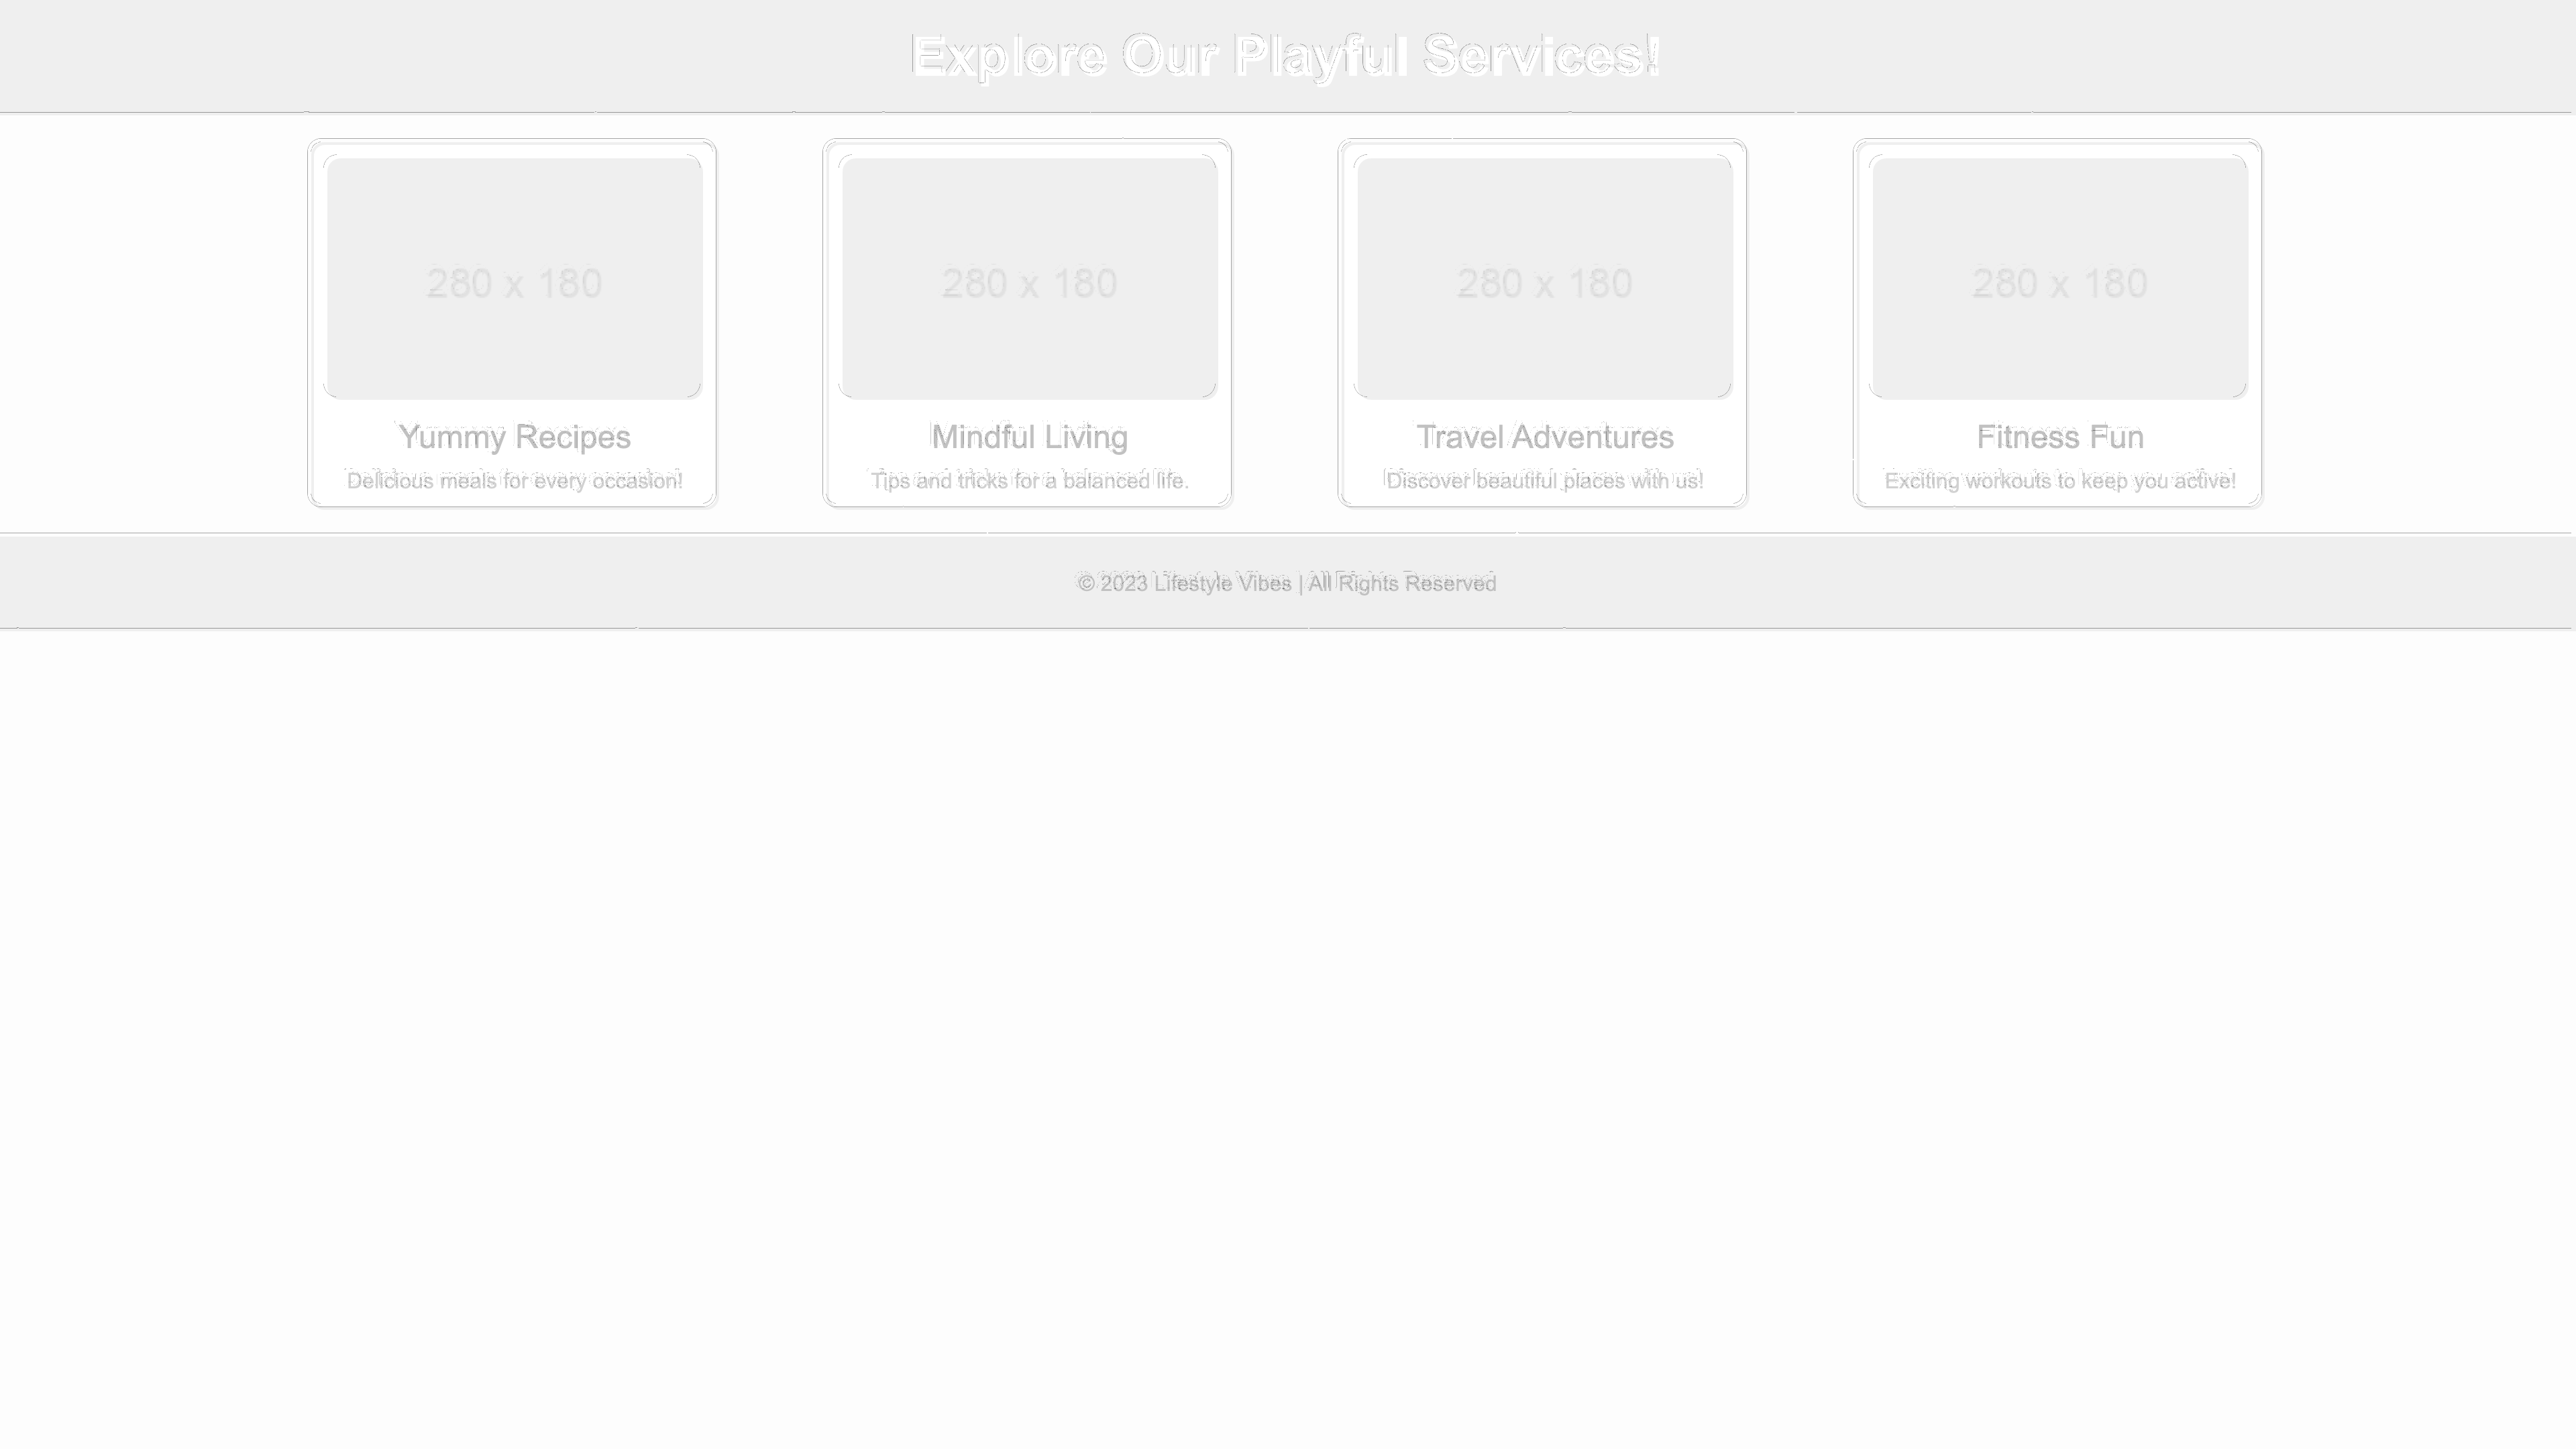 Explore Our Playful Services!
280 x 180
280 x 180
280 x 180
280 x 180
Yummy Recipes
Mindful Living
Travel Adventures
Fitness Fun
Delicious meals for every occasion!
Tips and tricks for a balanced life.
Discover beautiful places with us!
Exciting workouts to keep you active!
© 2023 Lifestyle Vibes | All Rights Reserved